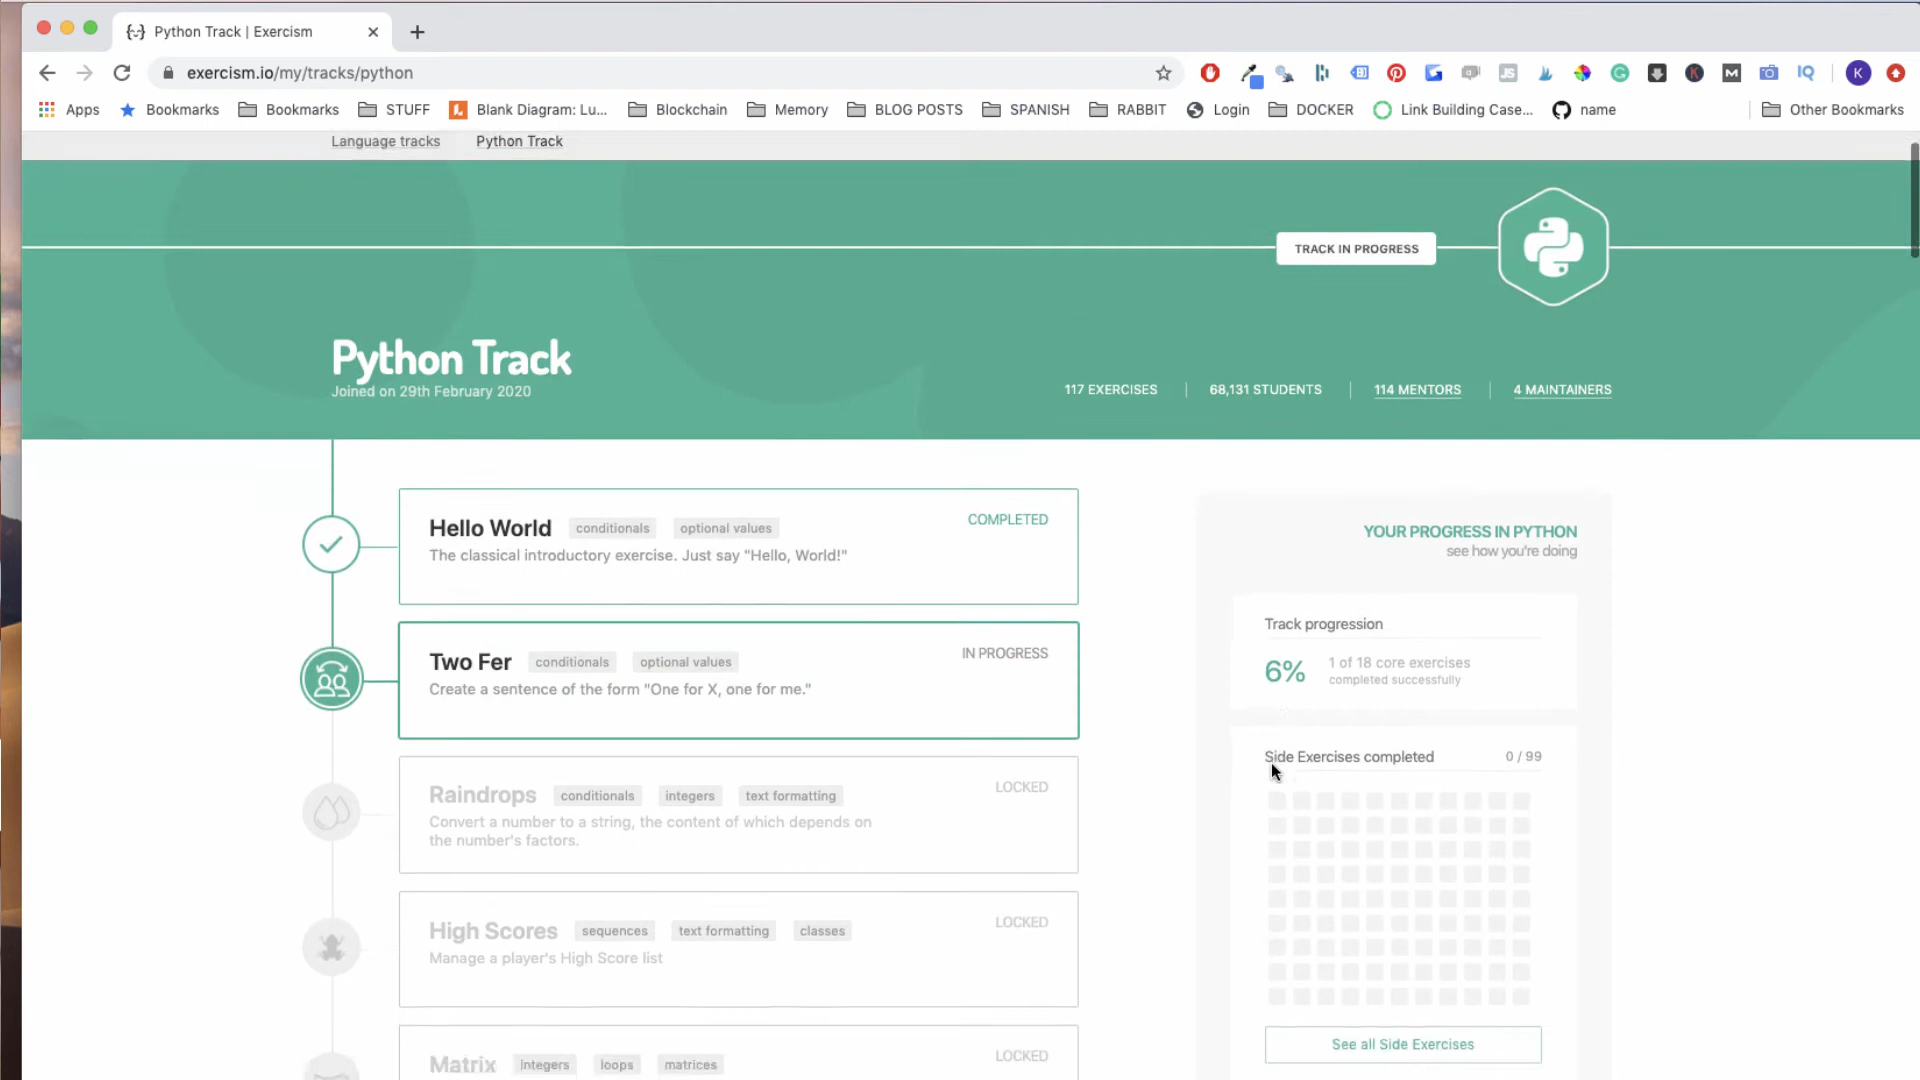 Python Track | Exercism
exercism.io/my/tracks/python
JS
K
M
IQ
K
Apps
Bookmarks
Bookmarks
STUFF
Blank Diagram: Lu...
Blockchain
Memory
BLOG POSTS
SPANISH
RABBIT
Login
DOCKER
Link Building Case...
name
Other Bookmarks
Language tracks
Python Track
TRACK IN PROGRESS
Python Track
Joined on 29th February 2020
117 EXERCISES
68,131 STUDENTS
114 MENTORS
4 MAINTAINERS
Hello World conditionals optional values COMPLETED
The classical introductory exercise. Just say "Hello, World!"
Two Fer conditionals optional values IN PROGRESS
Create a sentence of the form "One for X, one for me."
Raindrops conditionals integers text formatting LOCKED
Convert a number to a string, the content of which depends on
the number's factors.
High Scores sequences text formatting classes LOCKED
Manage a player's High Score list
Matrix integers loops matrices LOCKED
YOUR PROGRESS IN PYTHON
see how you're doing
Track progression
6% 1 of 18 core exercises
completed successfully
Side Exercises completed 0 / 99
See all Side Exercises